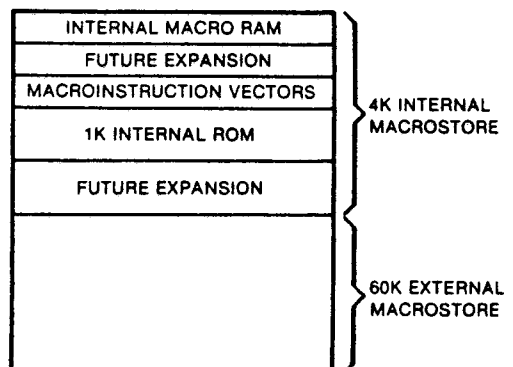 INTERNAL MACRO RAM
FUTURE EXPANSION
MACROINSTRUCTION VECTORS
1K INTERNAL ROM
FUTURE EXPANSION
4K INTERNAL
MACROSTORE
60K EXTERNAL
MACROSTORE